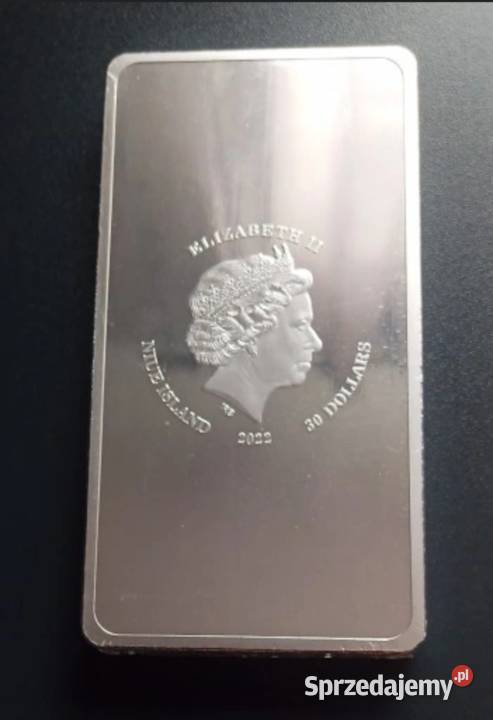 ELIZABETH II
NIUE ISLAND
2022
30 DOLLARS
Sprzedajemy.pl